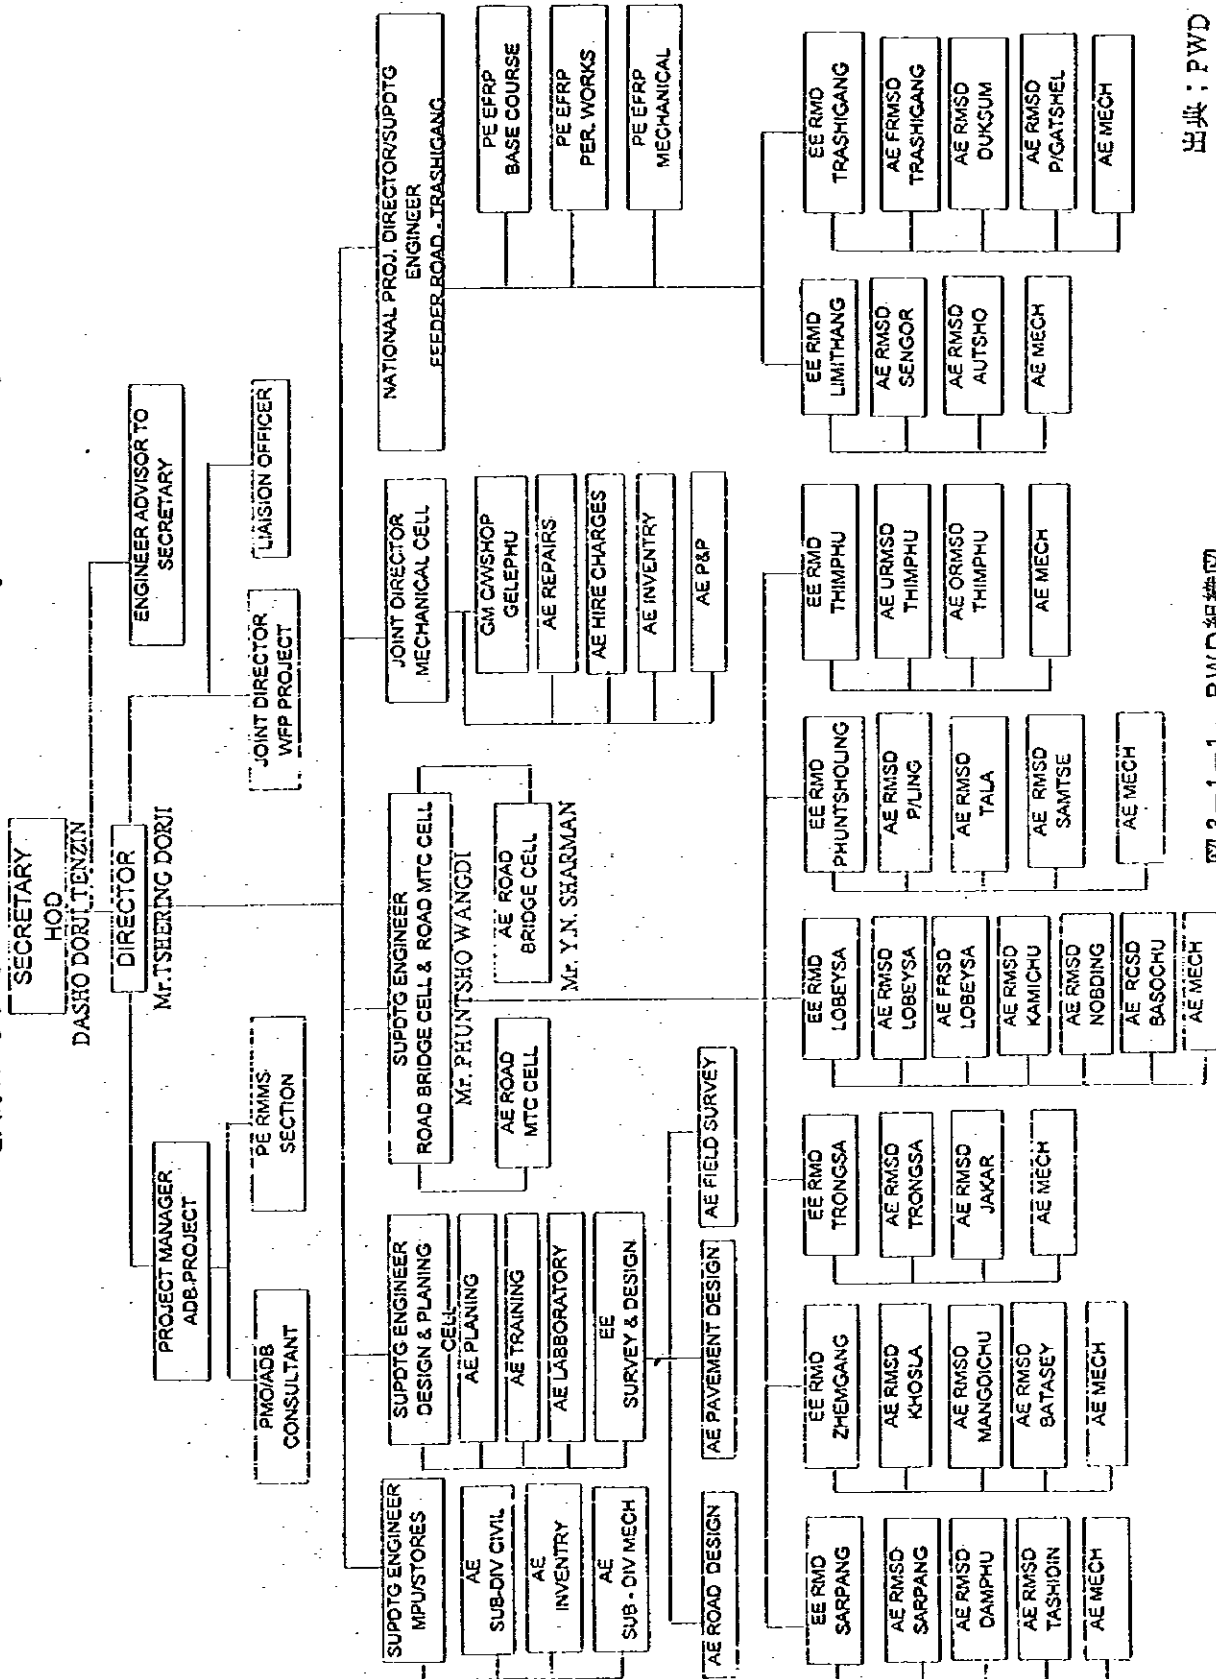 SECRETARY
HOD
DASHO DORJI TENZIN
ENGINEER ADVISOR TO
SECRETARY
DIRECTOR
Mr.TSHERING DORJI
PROJECT MANAGER
ADB-PROJECT
PMO/ADB
CONSULTANT
PE RMMS
SECTION
JOINT DIRECTOR
WFP PROJECT
LIAISION OFFICER
SUPDTG ENGINEER
MPU/STORES
AE
SUB-DIV CIVIL
AE
INVENTRY
AE
SUB - DIV MECH
SUPDTG ENGINEER
DESIGN & PLANING
CELL
AE PLANING
AE TRAINING
AE LABBORATORY
EE
SURVEY & DESIGN
AE ROAD DESIGN
AE PAVEMENT DESIGN
AE FIELD SURVEY
SUPDTG ENGINEER
ROAD BRIDGE CELL & ROAD MTC CELL
Mr. PHUNTSHO WANGDI
AE ROAD
MTC CELL
AE ROAD
BRIDGE CELL
Mr. Y.N. SHARMAN
JOINT DIRECTOR
MECHANICAL CELL
GM C/WSHOP
GELEPHU
AE REPAIRS
AE HIRE CHARGES
AE INVENTRY
AE P&P
NATIONAL PROJ. DIRECTOR/SUPDTG
ENGINEER
FEEDER ROAD - TRASHIGANG
PE EFRP
BASE COURSE
PE EFRP
PER. WORKS
PE EFRP
MECHANICAL
EE RMD
SARPANG
AE RMSD
SARPANG
AE RMSD
DAMPHU
AE RMSD
TASHIDIN
AE MECH
EE RMD
ZHEMGANG
AE RMSD
KHOSLA
AE RMSD
MANGDICHU
AE RMSD
BATASEY
AE MECH
EE RMD
TRONGSA
AE RMSD
TRONGSA
AE RMSD
JAKAR
AE MECH
EE RMD
LOBEYSA
AE RMSD
LOBEYSA
AE FRSD
LOBEYSA
AE RMSD
KAMICHU
AE RMSD
NOBDING
AE RCSD
BASOCHU
AE MECH
EE RMD
PHUNTSHOLING
AE RMSD
P/LING
AE RMSD
TALA
AE RMSD
SAMTSE
AE MECH
EE RMD
THIMPHU
AE URMSD
THIMPHU
AE ORMSD
THIMPHU
AE MECH
EE RMD
LIMITHANG
AE RMSD
SENGOR
AE RMSD
AUTSHO
AE MECH
EE RMD
TRASHIGANG
AE FRMSD
TRASHIGANG
AE RMSD
DUKSUM
AE RMSD
P/GATSHEL
AE MECH
出典；PWD